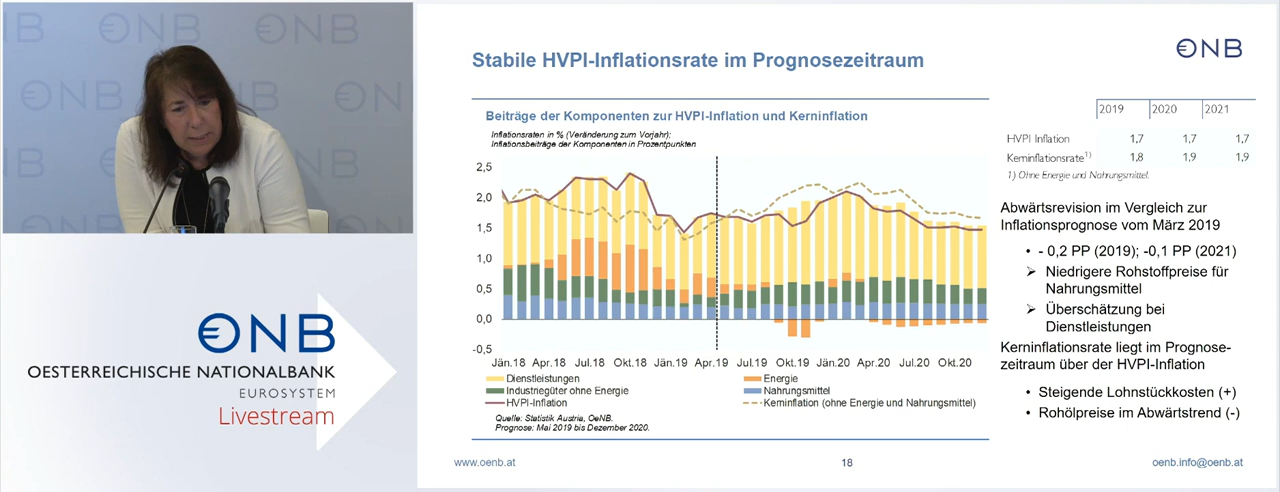 €NB
€NB
€NB
€NB
€NB
€NB
OESTERREICHISCHE NATIONALBANK
EUROSYSTEM
Livestream
Stabile HVPI-Inflationsrate im Prognosezeitraum
€NB
Beiträge der Komponenten zur HVPI-Inflation und Kerninflation
Inflationsraten in % (Veränderung zum Vorjahr);
Inflationsbeiträge der Komponenten in Prozentpunkten
2,5
2,0
1,5
1,0
0,5
0,0
-0,5
Jän.18 Apr.18 Jul.18 Okt.18 Jän.19 Apr.19 Jul.19 Okt.19 Jän.20 Apr.20 Jul.20 Okt.20
Dienstleistungen Energie
Industriegüter ohne Energie Nahrungsmittel
HVPI-Inflation Kerninflation (ohne Energie und Nahrungsmittel)
Quelle: Statistik Austria, OeNB.
Prognose: Mai 2019 bis Dezember 2020.
2019 2020 2021
HVPI Inflation 1,7 1,7 1,7
Kerninflationsrate1) 1,8 1,9 1,9
1) Ohne Energie und Nahrungsmittel.
Abwärtsrevision im Vergleich zur
Inflationsprognose vom März 2019
• - 0,2 PP (2019); -0,1 PP (2021)
➢ Niedrigere Rohstoffpreise für
Nahrungsmittel
➢ Überschätzung bei
Dienstleistungen
Kerninflationsrate liegt im Prognose-
zeitraum über der HVPI-Inflation
• Steigende Lohnstückkosten (+)
• Rohölpreise im Abwärtstrend (-)
www.oenb.at
18
oenb.info@oenb.at